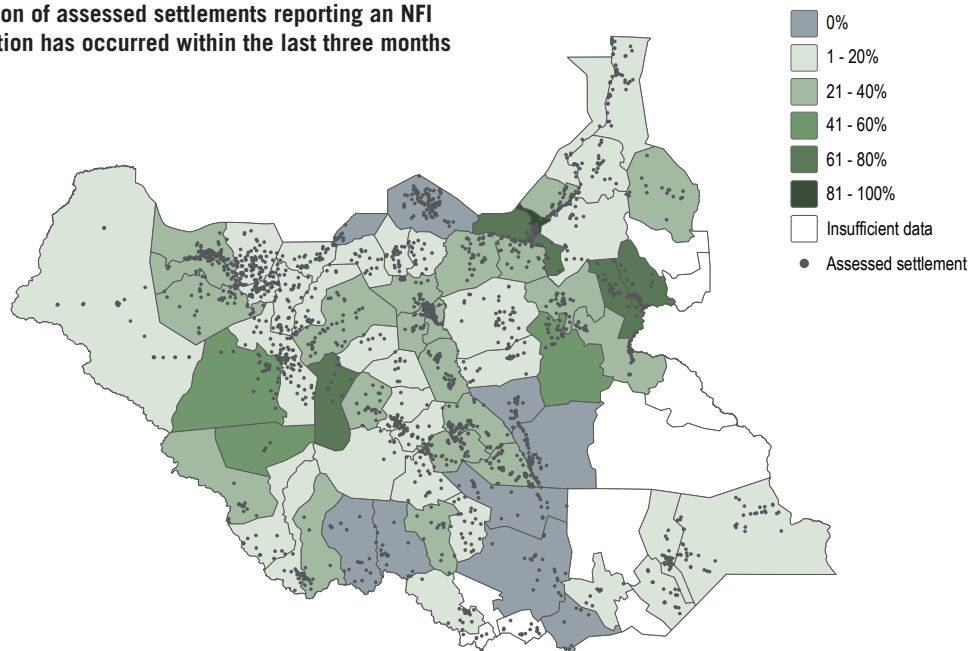 ion of assessed settlements reporting an NFI
tion has occurred within the last three months
0%
1 - 20%
21 - 40%
41 - 60%
61 - 80%
81 - 100%
Insufficient data
Assessed settlement